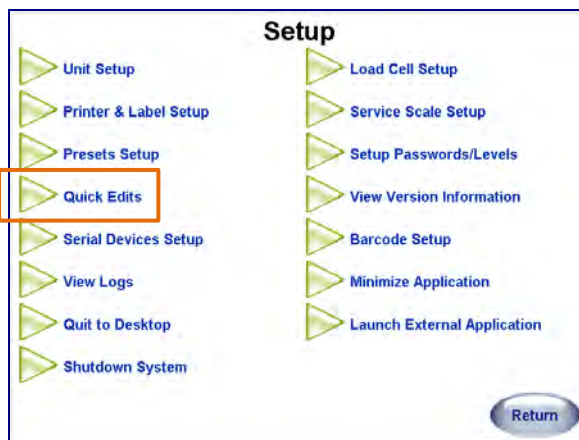 Setup
Unit Setup
Printer & Label Setup
Presets Setup
Quick Edits
Serial Devices Setup
View Logs
Quit to Desktop
Shutdown System
Load Cell Setup
Service Scale Setup
Setup Passwords/Levels
View Version Information
Barcode Setup
Minimize Application
Launch External Application
Return